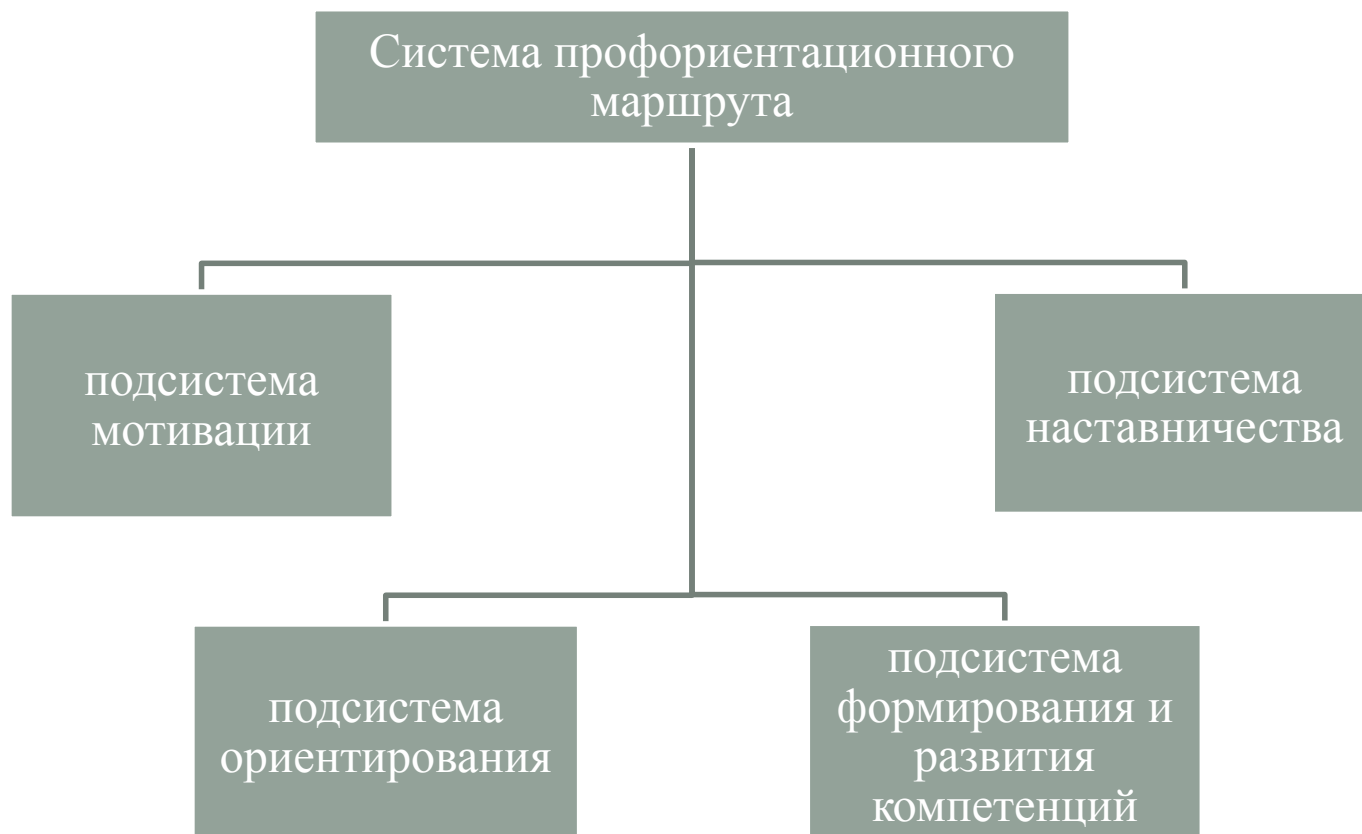 Система профориентационного
маршрута
подсистема
мотивации
подсистема
наставничества
подсистема
ориентирования
подсистема
формирования и
развития
компетенций